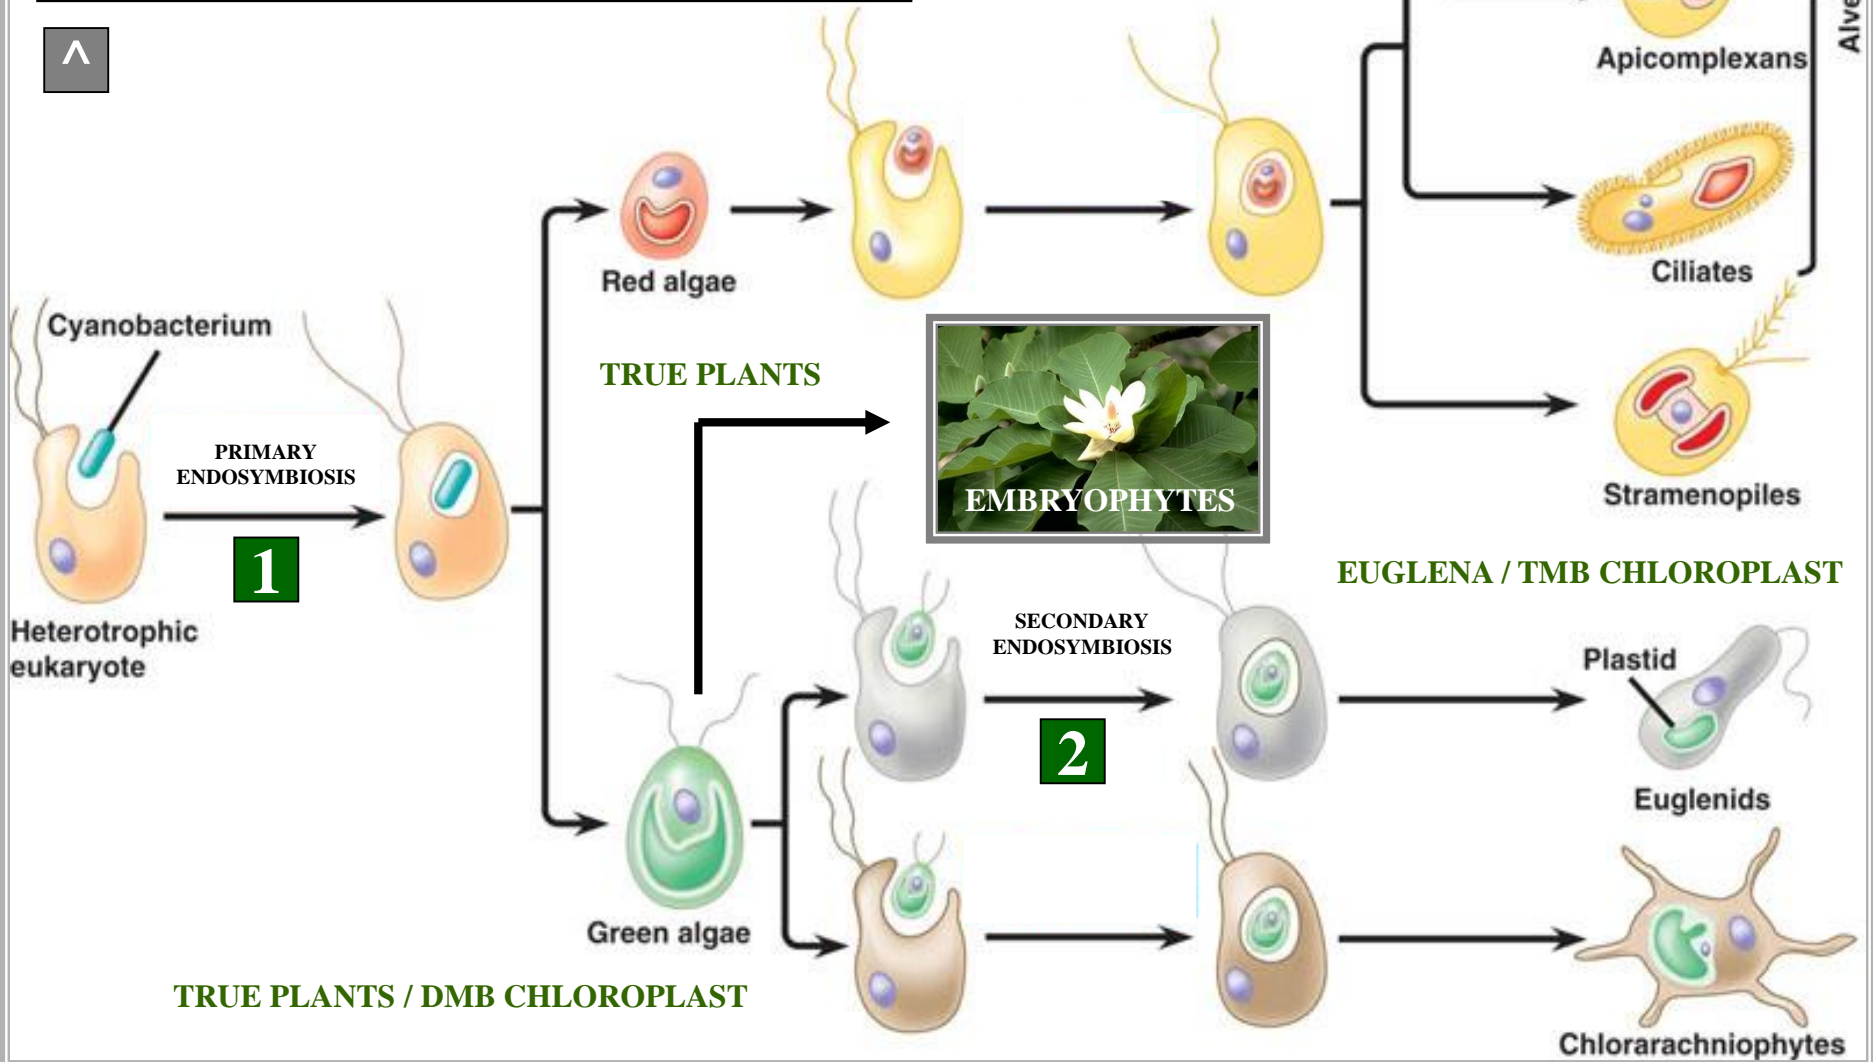 ^
Apicomplexans
Alve
Ciliates
Red algae
Cyanobacterium
TRUE PLANTS
PRIMARY
ENDOSYMBIOSIS
1
EMBRYOPHYTES
Stramenopiles
EUGLENA / TMB CHLOROPLAST
Heterotrophic
eukaryote
SECONDARY
ENDOSYMBIOSIS
2
Plastid
Euglenids
Green algae
TRUE PLANTS / DMB CHLOROPLAST
Chlorarachniophytes